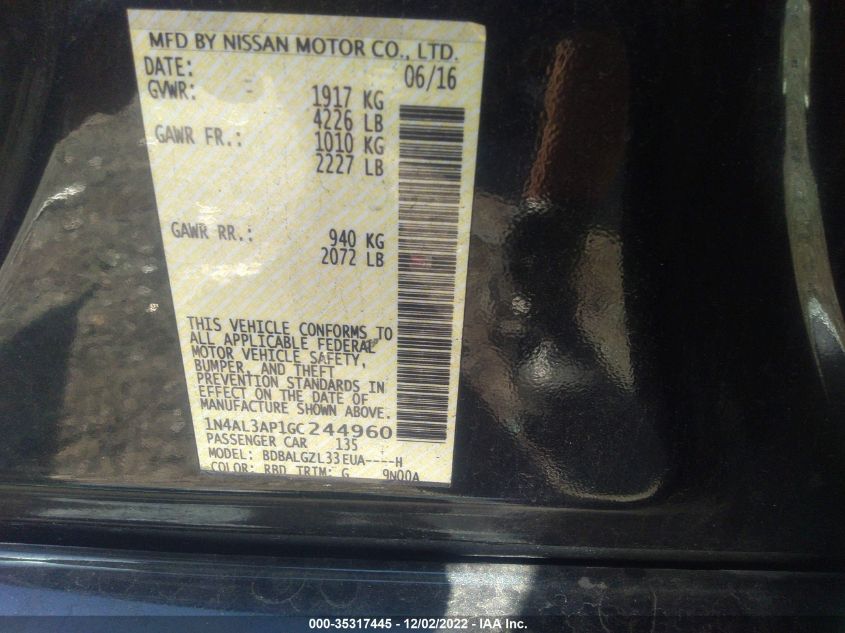 MFD BY NISSAN MOTOR CO., LTD.
DATE: 06/16
GVWR: 1917 KG
4226 LB
GAWR FR.: 1010 KG
2227 LB
GAWR RR.: 940 KG
2072 LB
THIS VEHICLE CONFORMS TO
ALL APPLICABLE FEDERAL
MOTOR VEHICLE SAFETY,
BUMPER, AND THEFT
PREVENTION STANDARDS IN
EFFECT ON THE DATE OF
MANUFACTURE SHOWN ABOVE.
1N4AL3AP1GC244960
PASSENGER CAR 135
MODEL: BDBALGZL33EUA----H
COLOR: RBD TRIM: G 9N00A
000-35317445 - 12/02/2022 - IAA Inc.